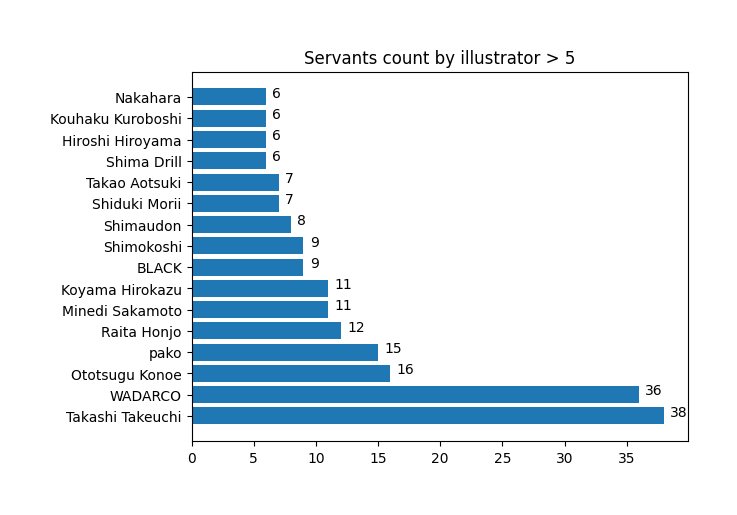 Servants count by illustrator > 5
Nakahara 6
Kouhaku Kuroboshi 6
Hiroshi Hiroyama 6
Shima Drill 6
Takao Aotsuki 7
Shiduki Morii 7
Shimaudon 8
Shimokoshi 9
BLACK 9
Koyama Hirokazu 11
Minedi Sakamoto 11
Raita Honjo 12
pako 15
Ototsugu Konoe 16
WADARCO 36
Takashi Takeuchi 38
0 5 10 15 20 25 30 35